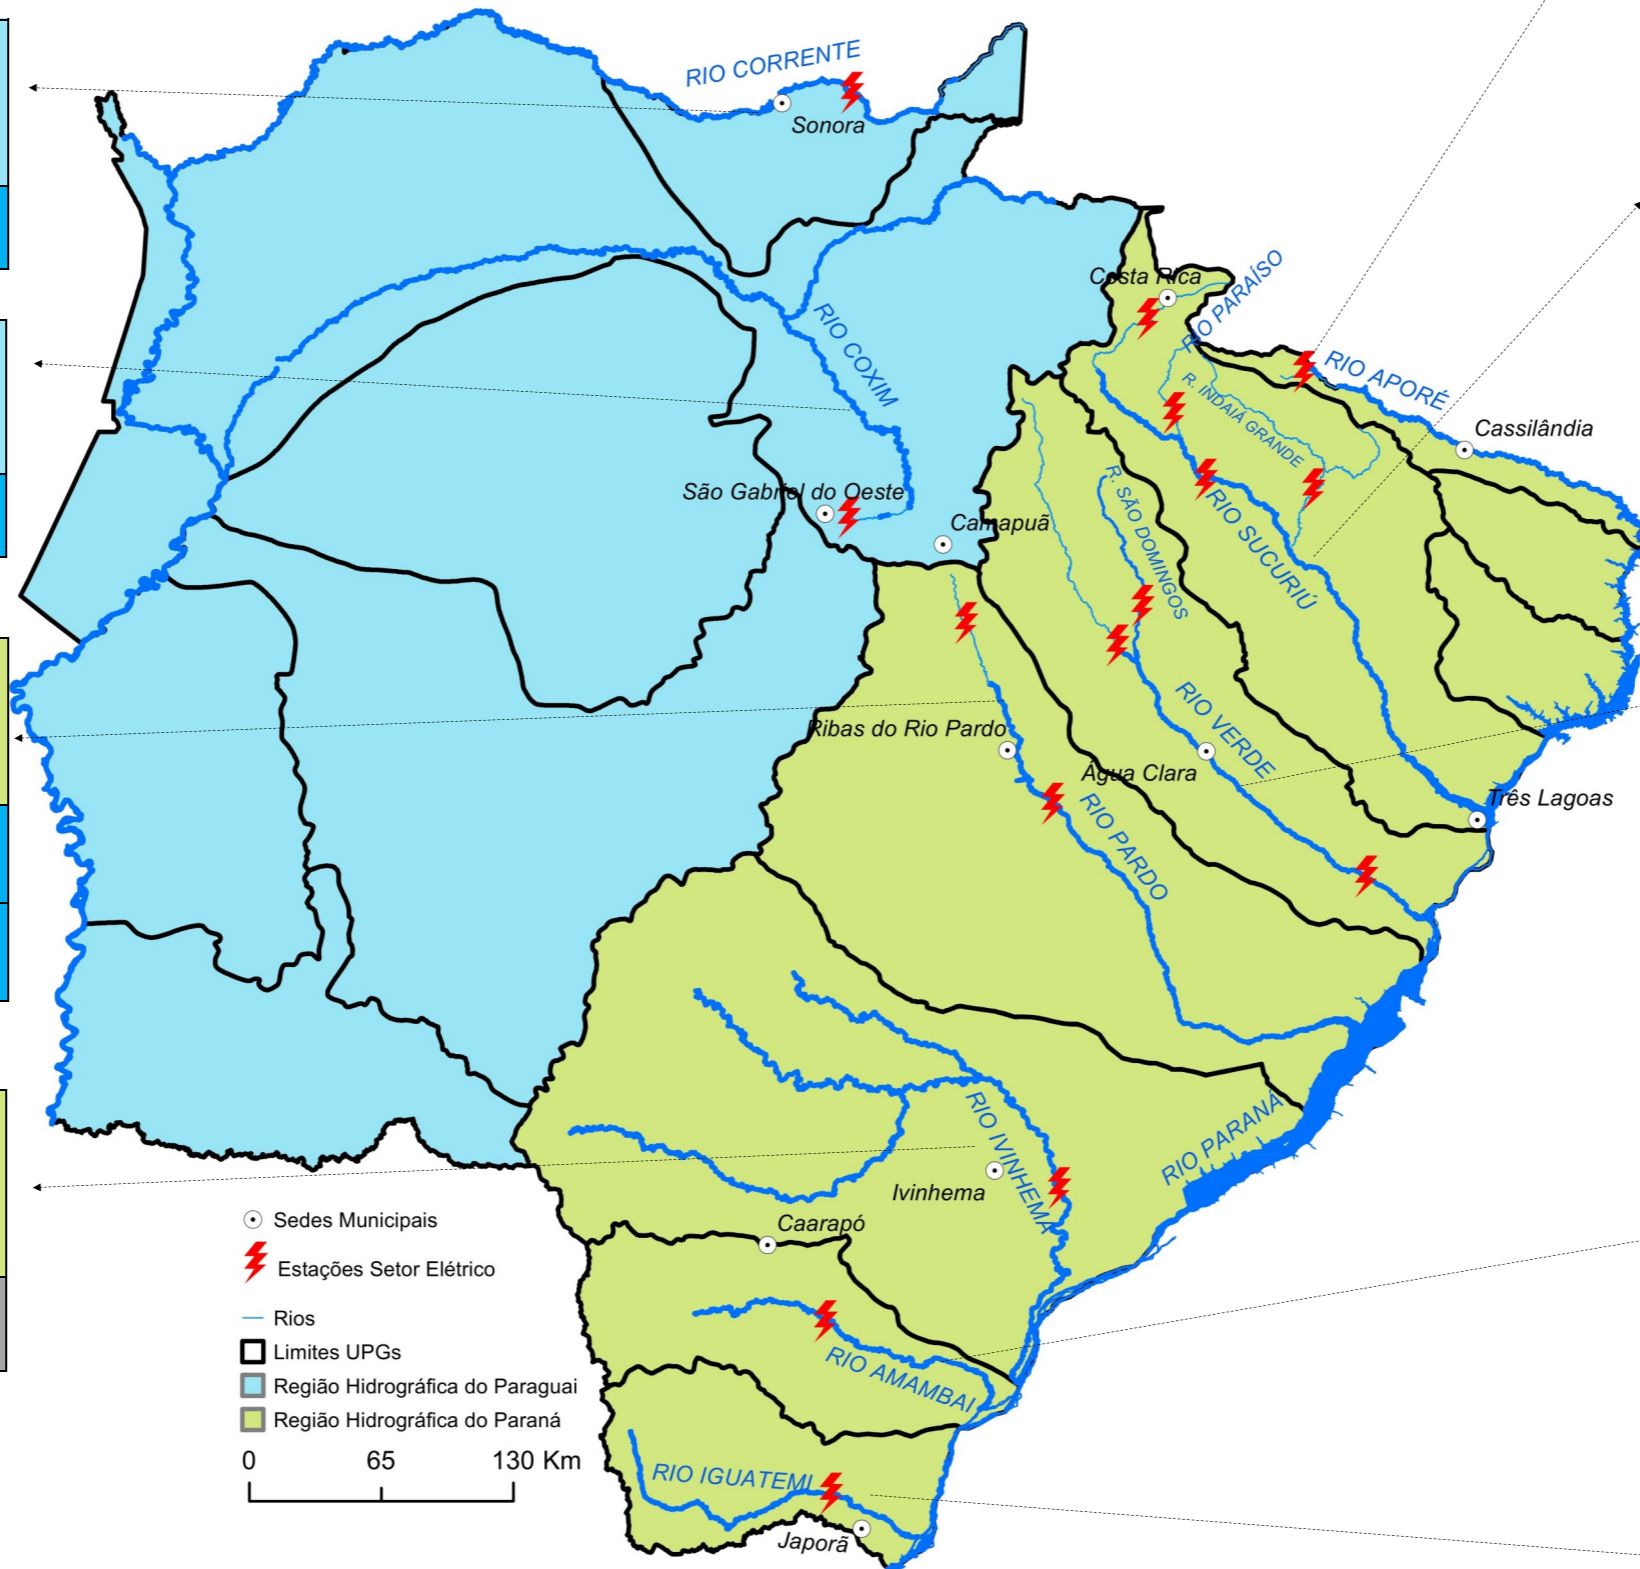 RIO CORRENTE
Sonora
Costa Rica
RIO PARAÍSO
RIO APORÉ
RIO COXIM
R. INDAIÁ GRANDE
Cassilândia
São Gabriel do Oeste
Camapuã
R. SÃO DOMINGOS
RIO SUCURIÚ
Ribas do Rio Pardo
RIO VERDE
Água Clara
RIO PARDO
Três Lagoas
RIO IVINHEMA
RIO PARANÁ
Ivinhema
Caarapó
RIO AMAMBAI
RIO IGUATEMI
Japorã
Sedes Municipais
Estações Setor Elétrico
Rios
Limites UPGs
Região Hidrográfica do Paraguai
Região Hidrográfica do Paraná
0 65 130 Km